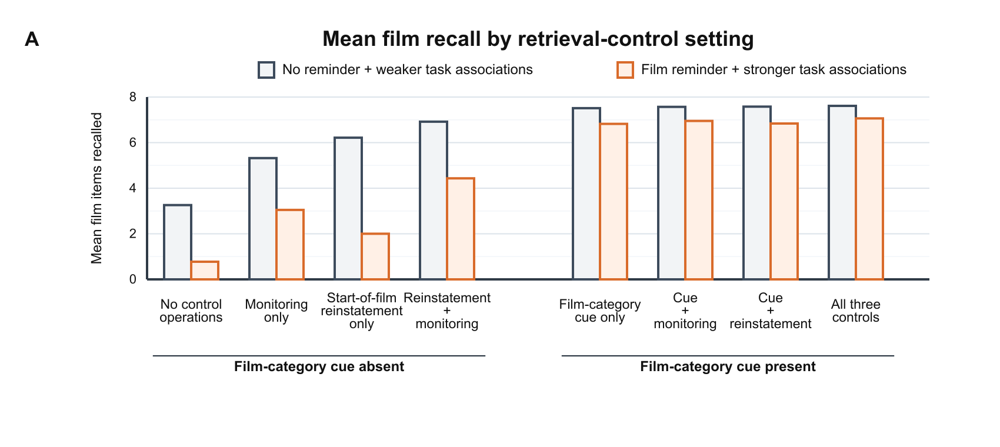 A
Mean film recall by retrieval-control setting
No reminder + weaker task associations
Film reminder + stronger task associations
Mean film items recalled
8
6
4
2
0
No control
operations
Monitoring
only
Start-of-film
reinstatement
only
Reinstatement
+
monitoring
Film-category
cue only
Cue
+
monitoring
Cue
+
reinstatement
All three
controls
Film-category cue absent
Film-category cue present